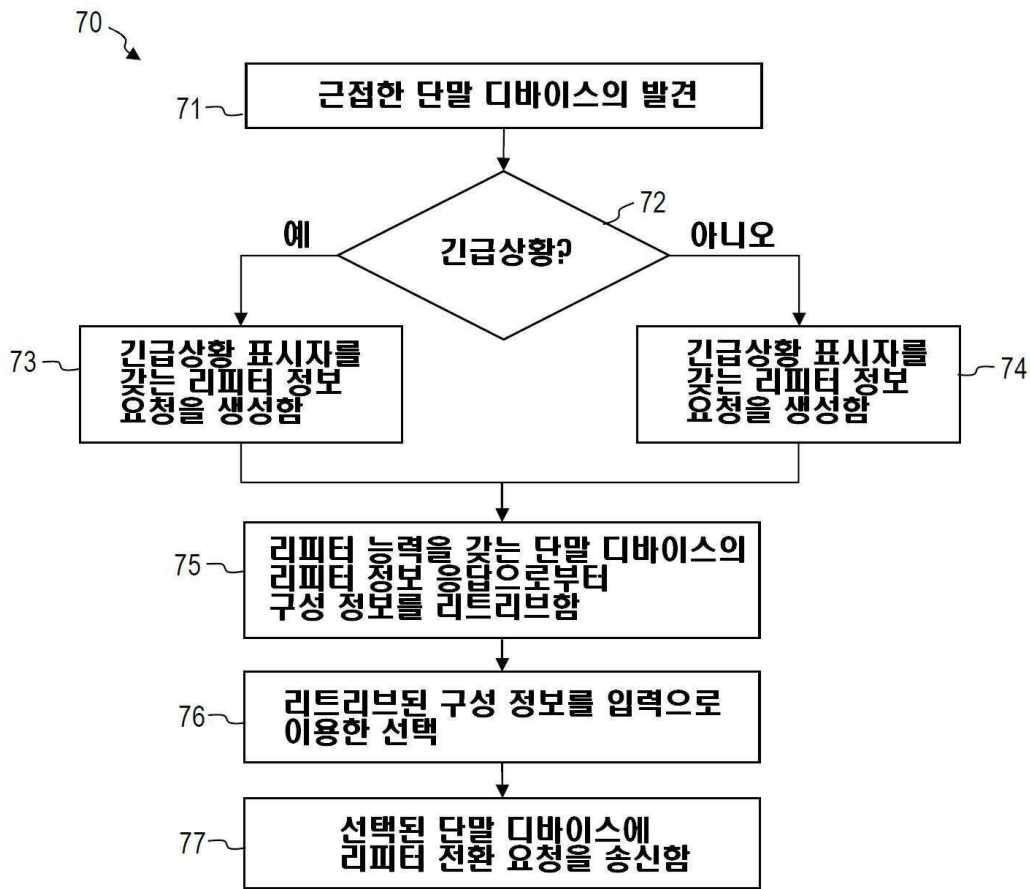 70
근접한 단말 디바이스의 발견
71
72
예
긴급상황?
아니오
73
긴급상황 표시자를
갖는 리피터 정보
요청을 생성함
긴급상황 표시자를
갖는 리피터 정보
요청을 생성함
74
75
리피터 능력을 갖는 단말 디바이스의
리피터 정보 응답으로부터
구성 정보를 리트리브함
76
리트리브된 구성 정보를 입력으로
이용한 선택
77
선택된 단말 디바이스에
리피터 전환 요청을 송신함